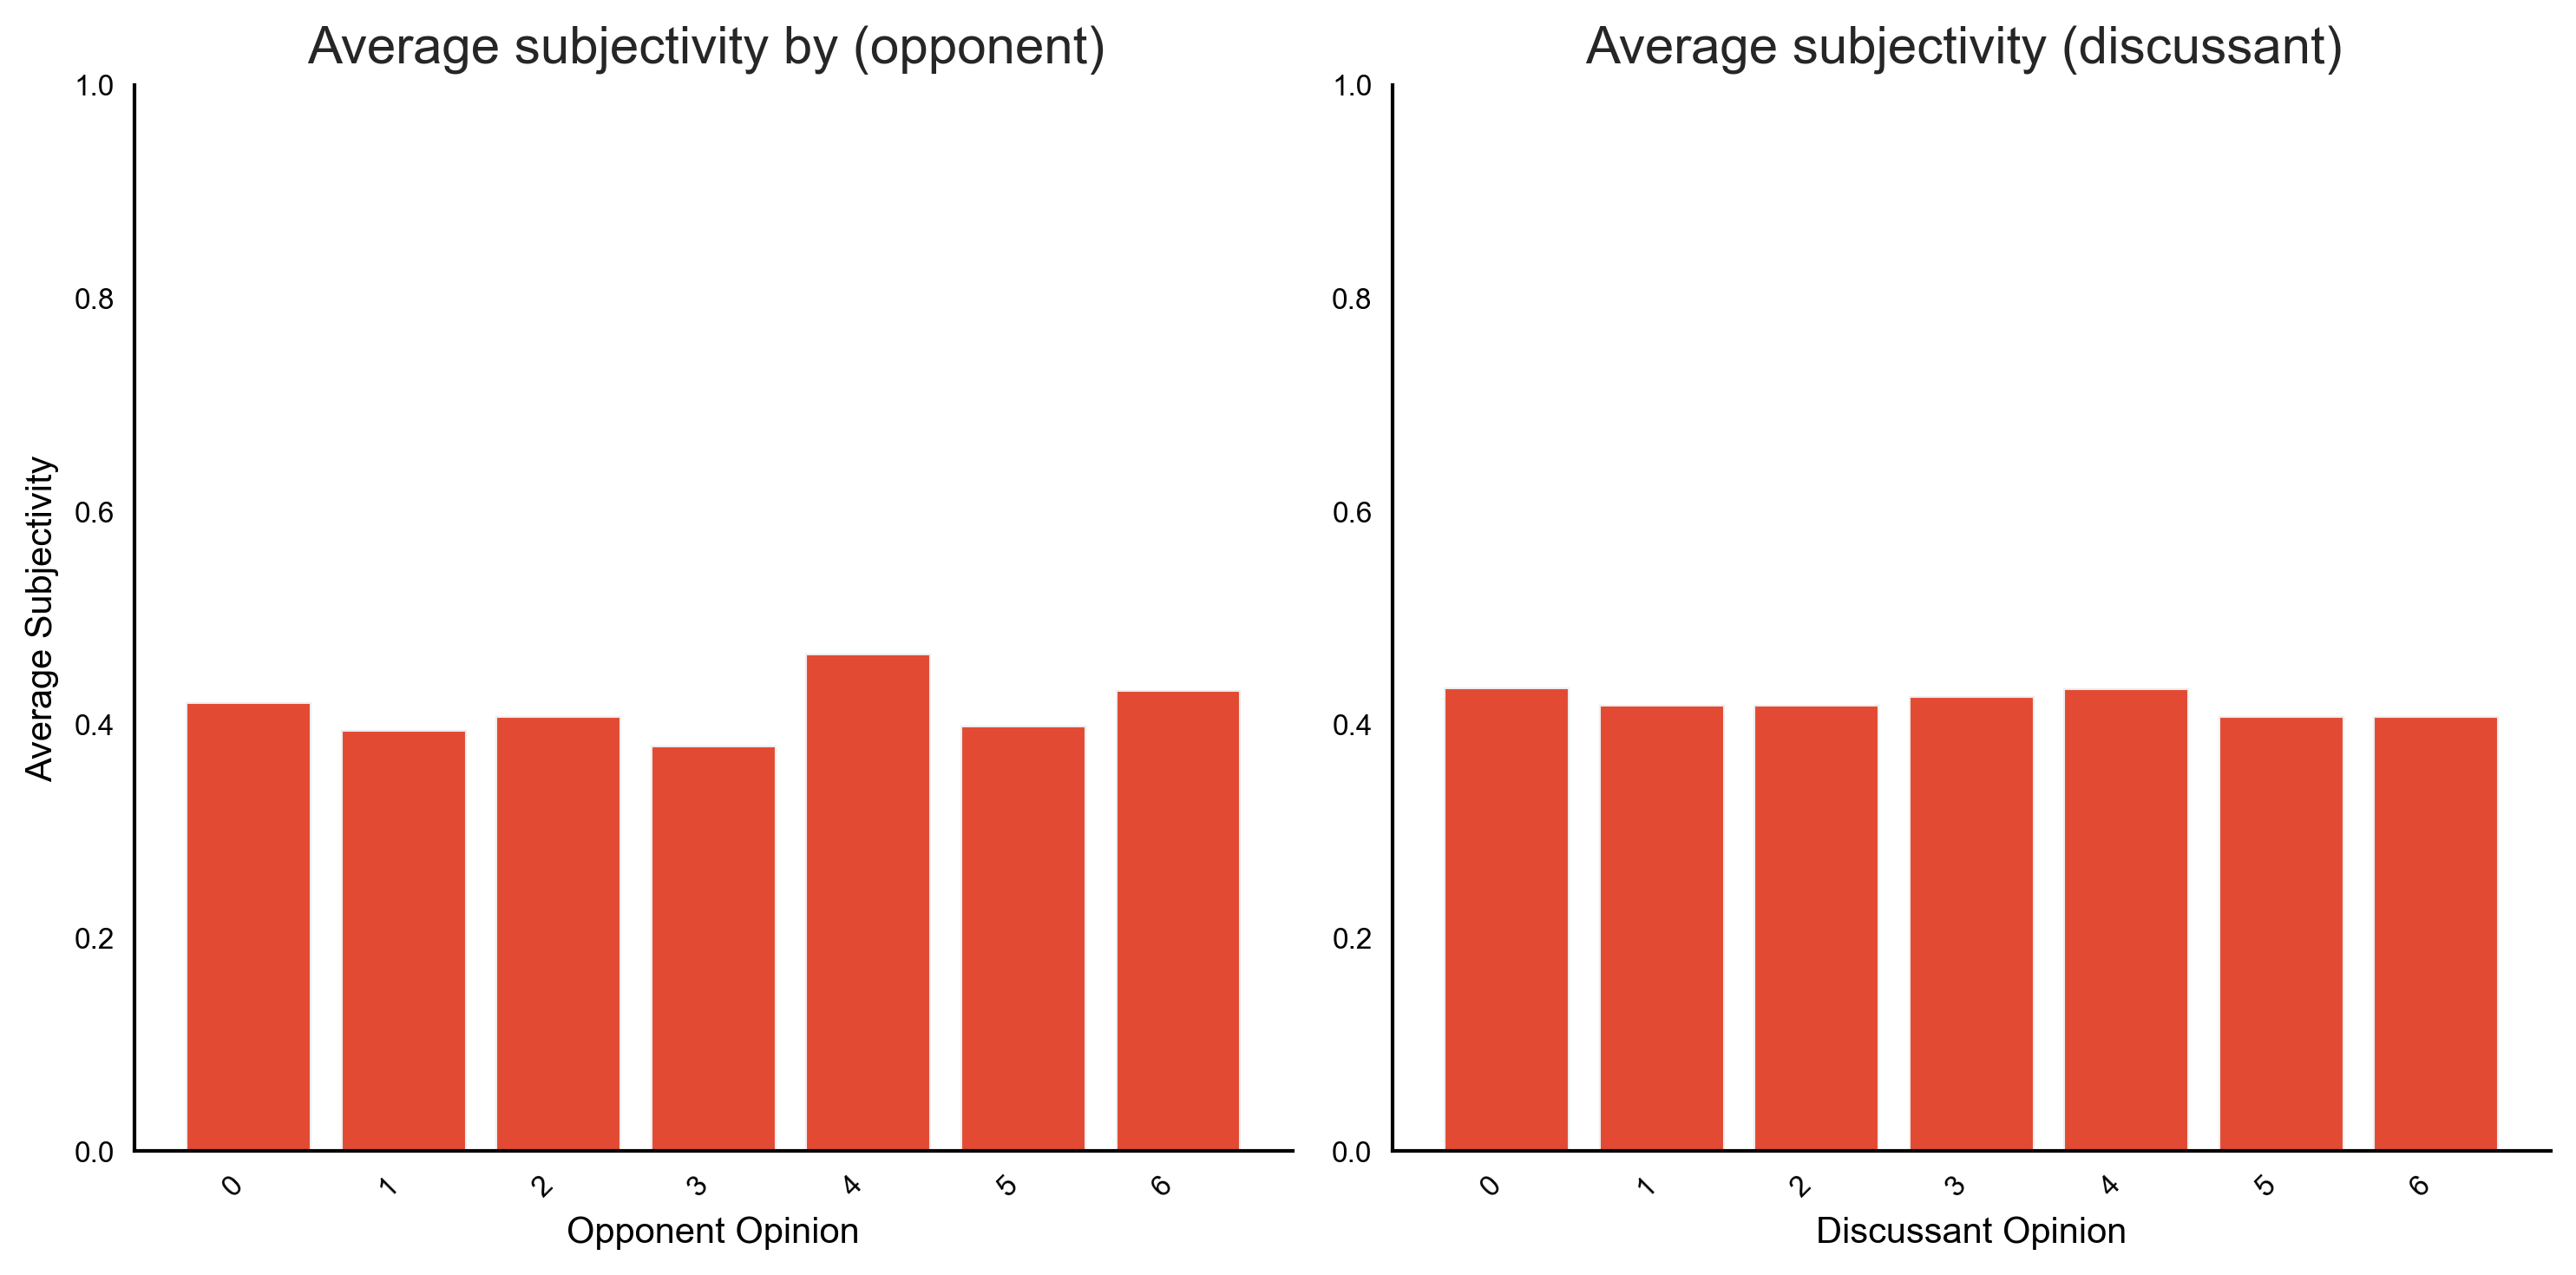 Average subjectivity by (opponent)
1.0
0.8
0.6
0.4
0.2
0.0
Average Subjectivity
0 1 2 3 4 5 6
Opponent Opinion
Average subjectivity (discussant)
1.0
0.8
0.6
0.4
0.2
0.0
0 1 2 3 4 5 6
Discussant Opinion